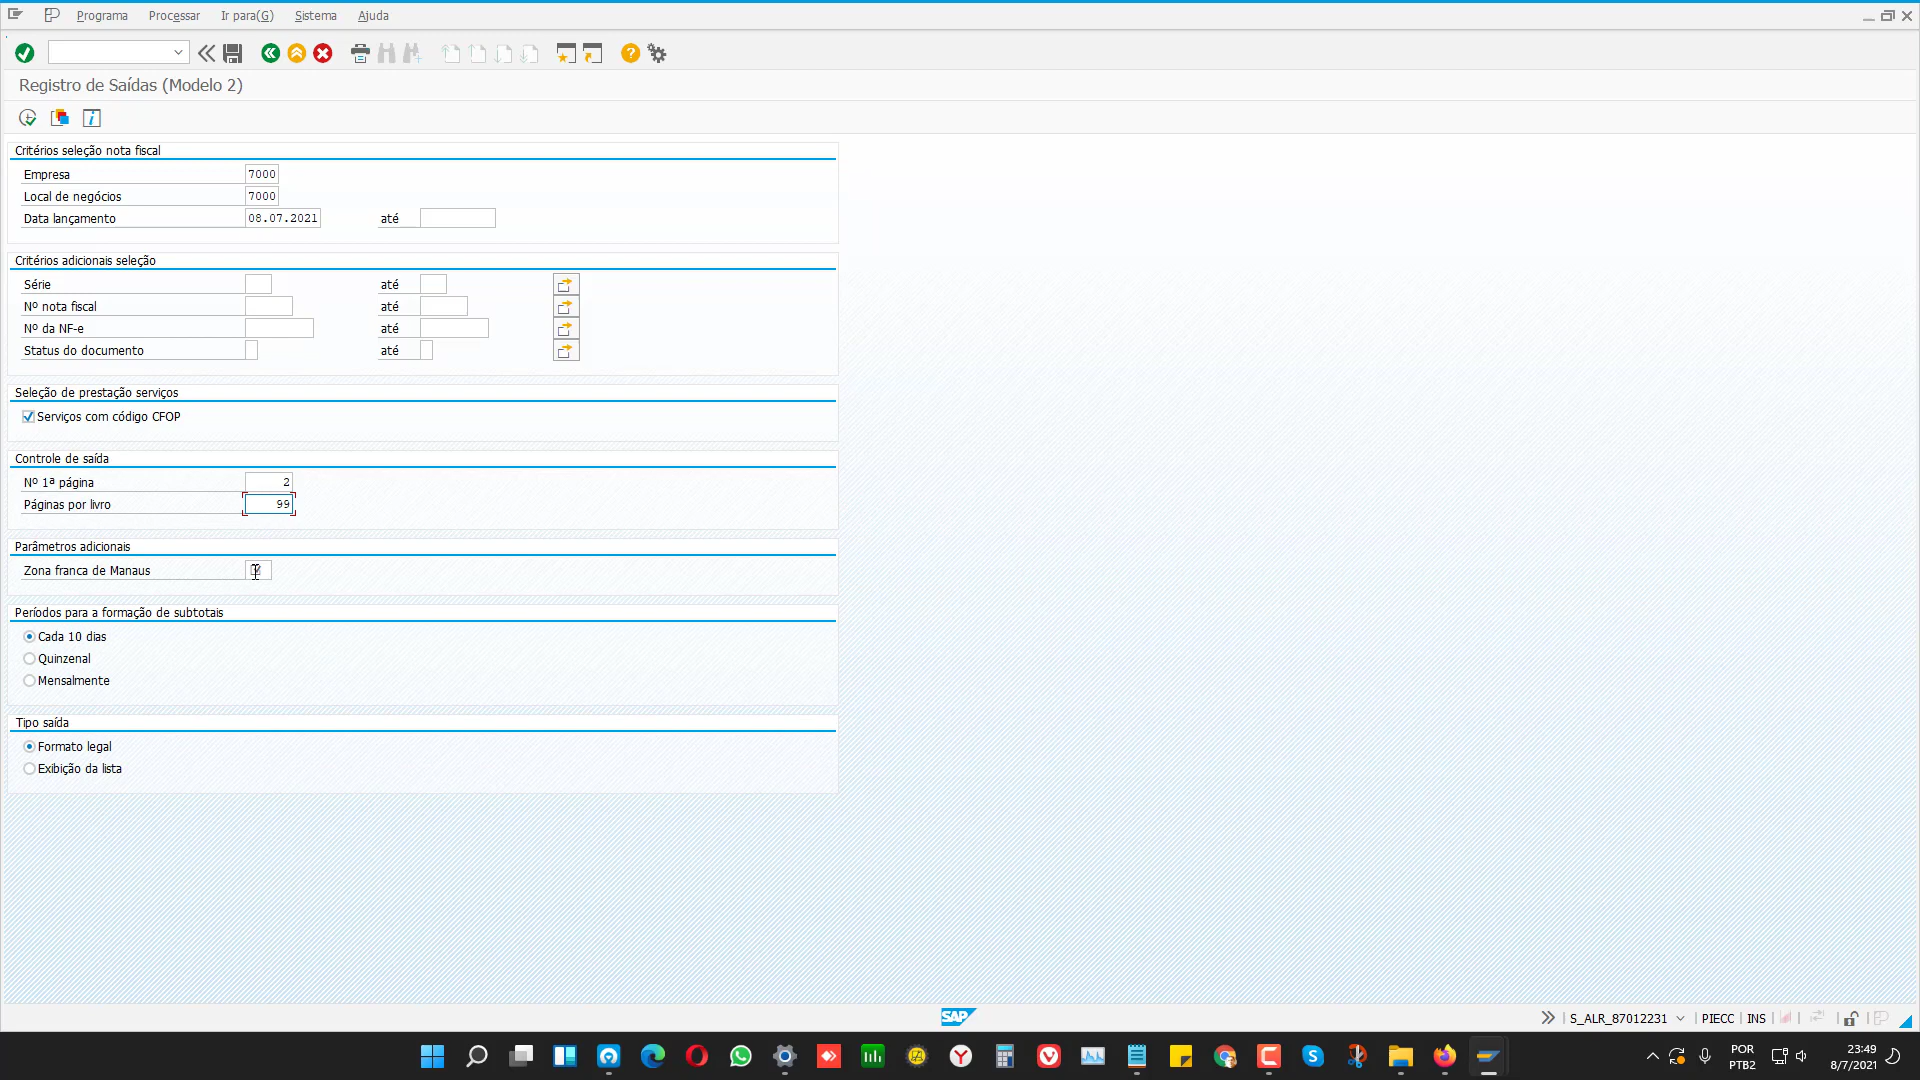 Programa Processar Ir para(G) Sistema Ajuda
Registro de Saídas (Modelo 2)
Critérios seleção nota fiscal
Empresa 7000
Local de negócios 7000
Data lançamento 08.07.2021 até
Critérios adicionais seleção
Série até
Nº nota fiscal até
Nº da NF-e até
Status do documento até
Seleção de prestação serviços
Serviços com código CFOP
Controle de saída
Nº 1ª página 2
Páginas por livro 99
Parâmetros adicionais
Zona franca de Manaus
Períodos para a formação de subtotais
Cada 10 dias
Quinzenal
Mensalmente
Tipo saída
Formato legal
Exibição da lista
SAP S_ALR_87012231 PIECC INS
POR 23:49
PTB2 8/7/2021